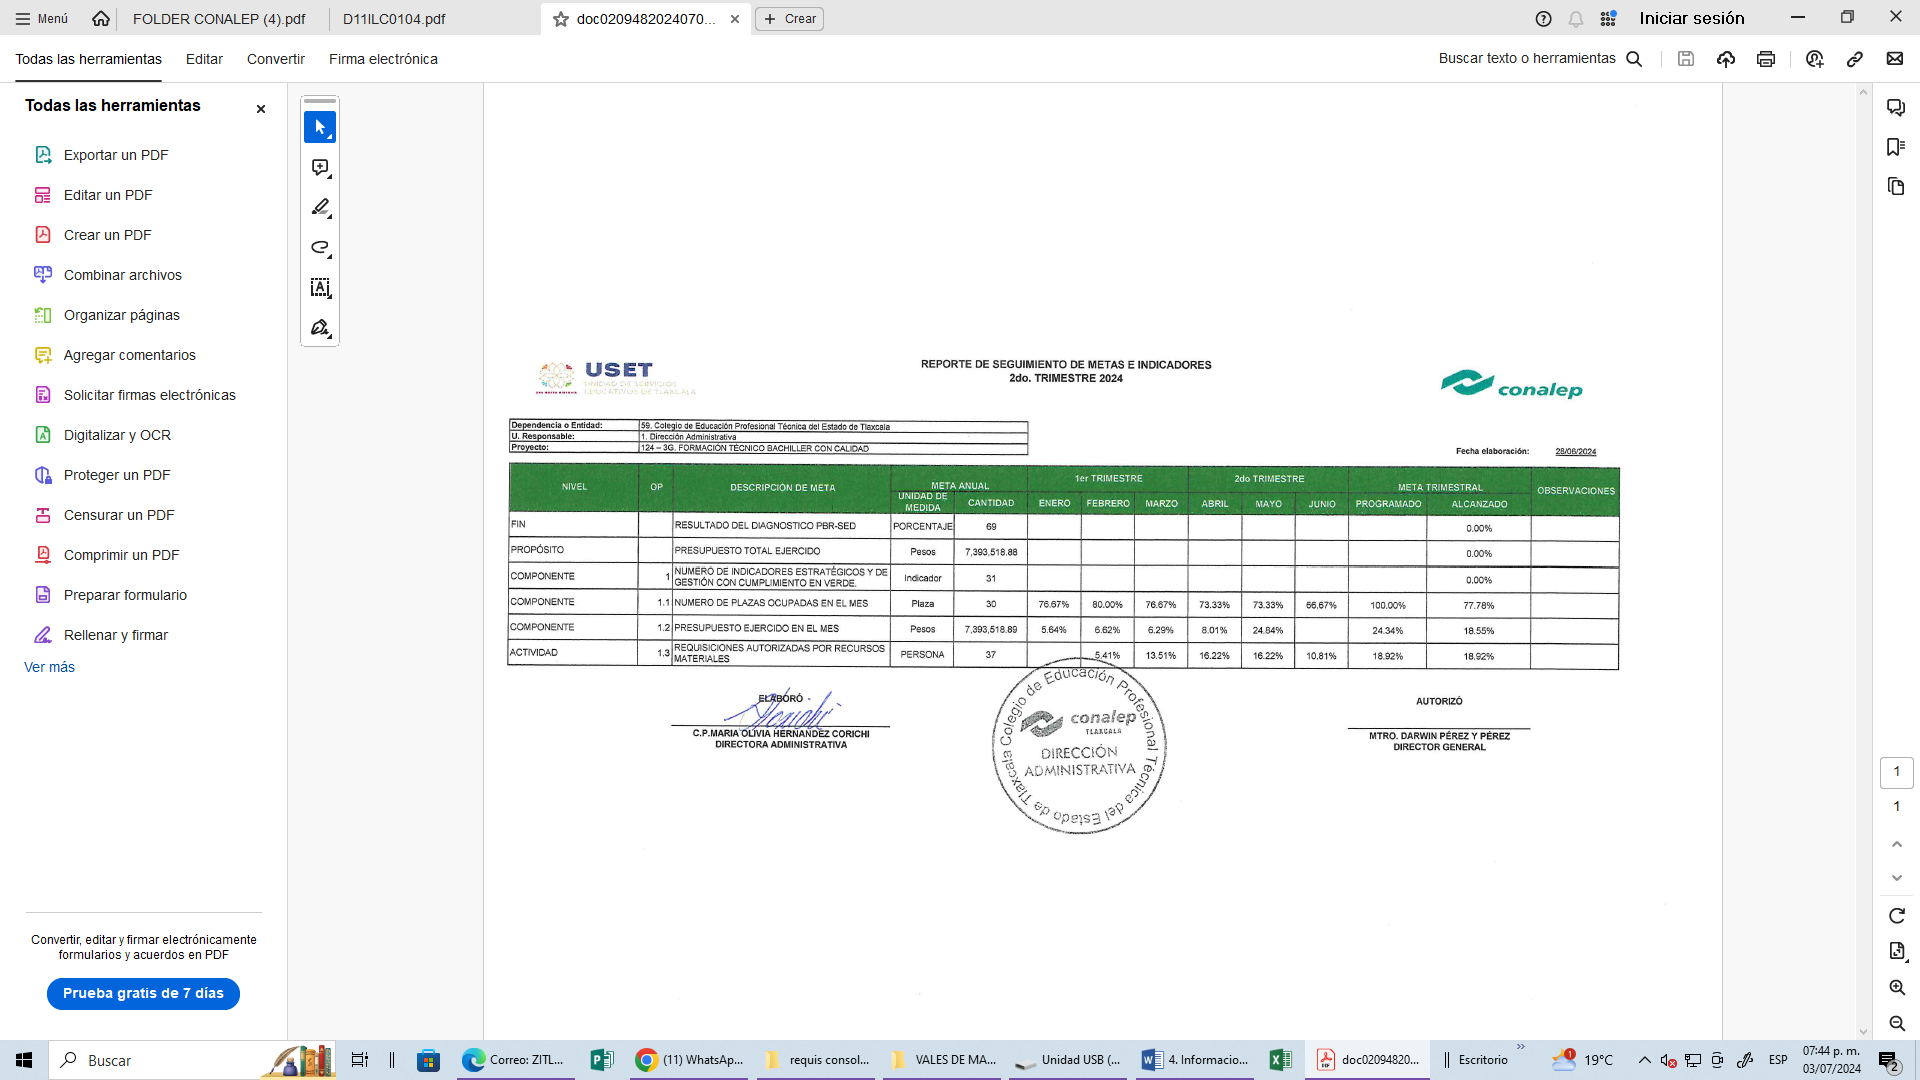 Menú
FOLDER CONALEP (4).pdf
D11ILC0104.pdf
doc0209482024070...
Crear
Iniciar sesión
Todas las herramientas
Editar
Convertir
Firma electrónica
Buscar texto o herramientas
Todas las herramientas
Exportar un PDF
Editar un PDF
Crear un PDF
Combinar archivos
Organizar páginas
Agregar comentarios
Solicitar firmas electrónicas
Digitalizar y OCR
Proteger un PDF
Censurar un PDF
Comprimir un PDF
Preparar formulario
Rellenar y firmar
Ver más
Convertir, editar y firmar electrónicamente
formularios y acuerdos en PDF
Prueba gratis de 7 días
USET
UNIDAD DE SERVICIOS
EDUCATIVOS DE TLAXCALA
REPORTE DE SEGUIMIENTO DE METAS E INDICADORES
2do. TRIMESTRE 2024
conalep
Dependencia o Entidad: 59. Colegio de Educación Profesional Técnica del Estado de Tlaxcala
U. Responsable: 1. Dirección Administrativa
Proyecto: 124 – 3G. FORMACIÓN TÉCNICO BACHILLER CON CALIDAD
Fecha elaboración: 28/06/2024
NIVEL OP DESCRIPCIÓN DE META META ANUAL 1er TRIMESTRE 2do TRIMESTRE META TRIMESTRAL OBSERVACIONES
UNIDAD DE MEDIDA CANTIDAD ENERO FEBRERO MARZO ABRIL MAYO JUNIO PROGRAMADO ALCANZADO
FIN RESULTADO DEL DIAGNOSTICO PBR-SED PORCENTAJE 69 0.00%
PROPÓSITO PRESUPUESTO TOTAL EJERCIDO Pesos 7,393,518.88 0.00%
COMPONENTE 1 NUMERO DE INDICADORES ESTRATÉGICOS Y DE GESTIÓN CON CUMPLIMIENTO EN VERDE. Indicador 31 0.00%
COMPONENTE 1.1 NUMERO DE PLAZAS OCUPADAS EN EL MES Plaza 30 76.67% 80.00% 76.67% 73.33% 73.33% 66.67% 100.00% 77.78%
COMPONENTE 1.2 PRESUPUESTO EJERCIDO EN EL MES Pesos 7,393,518.89 5.64% 6.62% 6.29% 8.01% 24.84% 24.34% 18.55%
ACTIVIDAD 1.3 REQUISICIONES AUTORIZADAS POR RECURSOS MATERIALES PERSONA 37 5.41% 13.51% 16.22% 16.22% 10.81% 18.92% 18.92%
ELABORÓ
C.P.MARIA OLIVIA HERNANDEZ CORICHI
DIRECTORA ADMINISTRATIVA
Colegio de Educación Profesional Técnica del Estado de Tlaxcala
conalep
TLAXCALA
DIRECCIÓN
ADMINISTRATIVA
AUTORIZÓ
MTRO. DARWIN PÉREZ Y PÉREZ
DIRECTOR GENERAL
1
1
Buscar
Correo: ZITL...
(11) WhatsAp...
requis consol...
VALES DE MA...
Unidad USB (...
4. Informacio...
doc02094820...
Escritorio
1
19°C
ESP
07:44 p. m.
03/07/2024
2